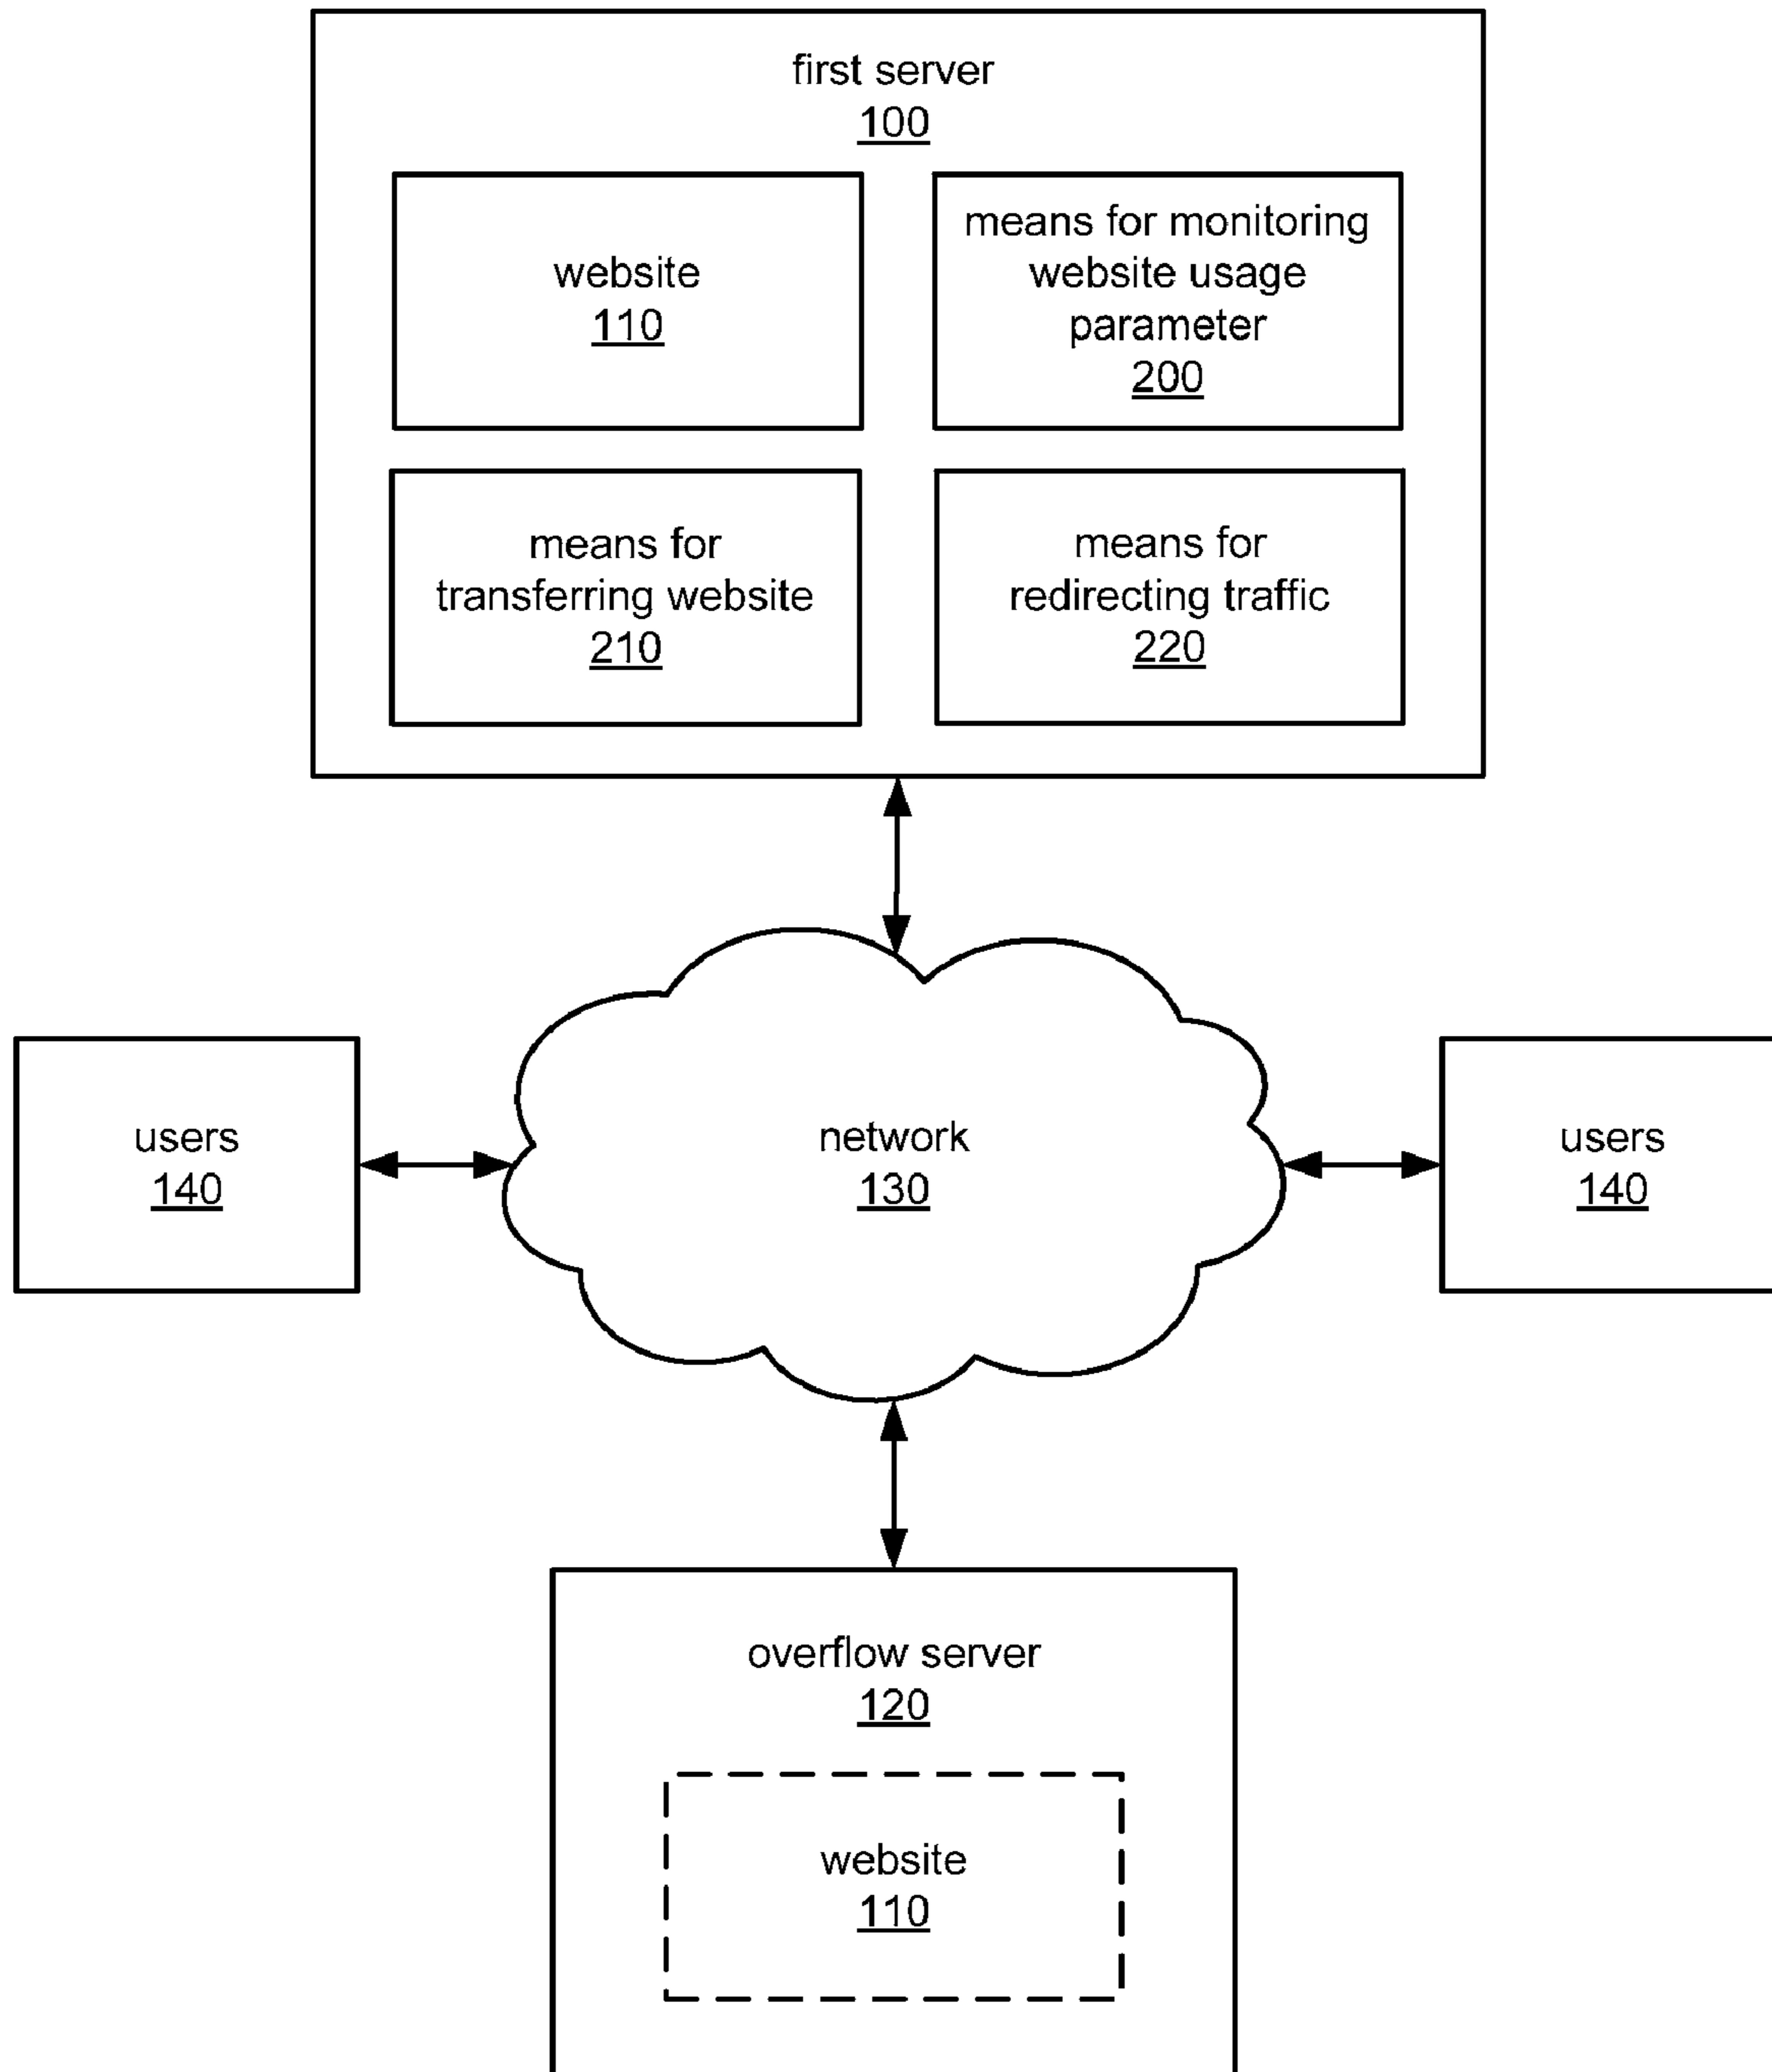 first server
100
website
110
means for monitoring
website usage
parameter
200
means for
transferring website
210
means for
redirecting traffic
220
users
140
network
130
users
140
overflow server
120
website
110